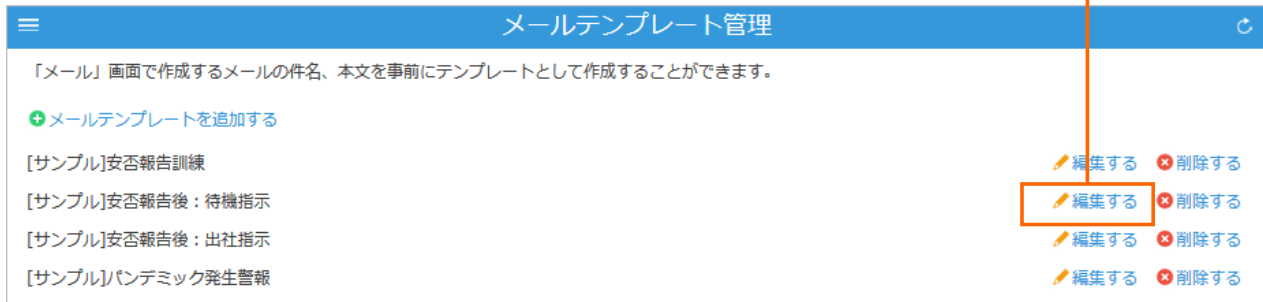 メールテンプレート管理
「メール」画面で作成するメールの件名、本文を事前にテンプレートとして作成することができます。
メールテンプレートを追加する
[サンプル]安否報告訓練 編集する 削除する
[サンプル]安否報告後：待機指示 編集する 削除する
[サンプル]安否報告後：出社指示 編集する 削除する
[サンプル]パンデミック発生警報 編集する 削除する